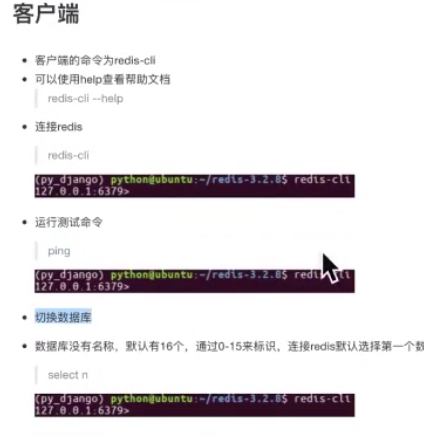 客户端
客户端的命令为redis-cli
可以使用help查看帮助文档
redis-cli --help
连接redis
redis-cli
(py_django) python@ubuntu:~/redis-3.2.8$ redis-cli
127.0.0.1:6379>
运行测试命令
ping
(py_django) python@ubuntu:~/redis-3.2.8$ redis-cli
127.0.0.1:6379>
切换数据库
数据库没有名称，默认有16个，通过0-15来标识，连接redis默认选择第一个数
select n
(py_django) python@ubuntu:~/redis-3.2.8$ redis-cli
127.0.0.1:6379>